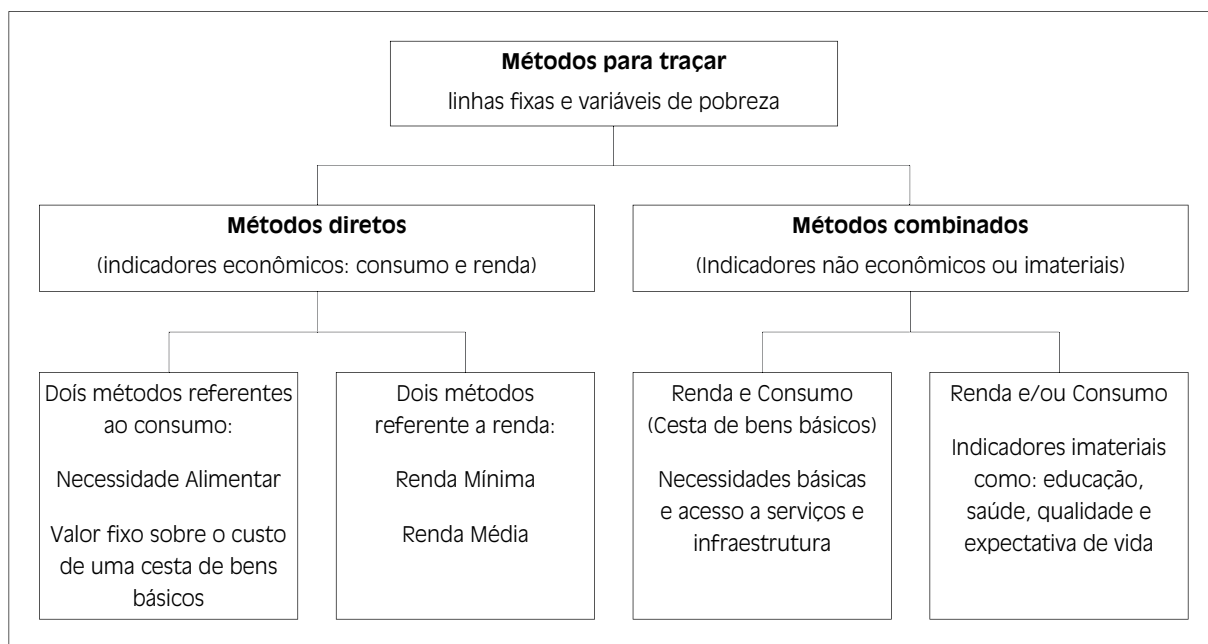 Métodos para traçar
linhas fixas e variáveis de pobreza
Métodos diretos
(indicadores econômicos: consumo e renda)
Métodos combinados
(Indicadores não econômicos ou imateriais)
Doís métodos referentes
ao consumo:
Necessidade Alimentar
Valor fixo sobre o custo
de uma cesta de bens
básicos
Dois métodos
referente a renda:
Renda Mínima
Renda Média
Renda e Consumo
(Cesta de bens básicos)
Necessidades básicas
e acesso a serviços e
infraestrutura
Renda e/ou Consumo
Indicadores imateriais
como: educação,
saúde, qualidade e
expectativa de vida